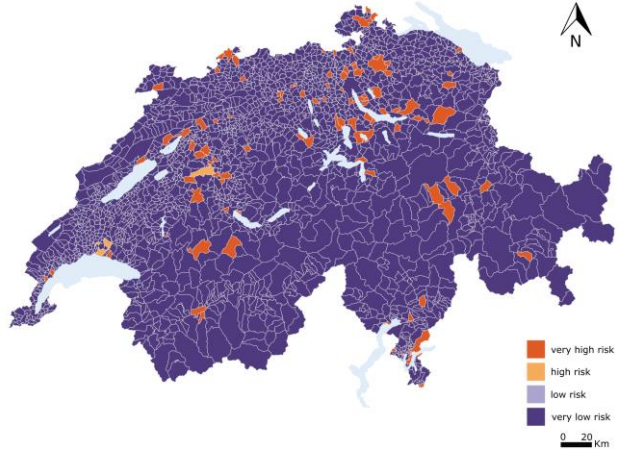 N
very high risk
high risk
low risk
very low risk
0 20
Km